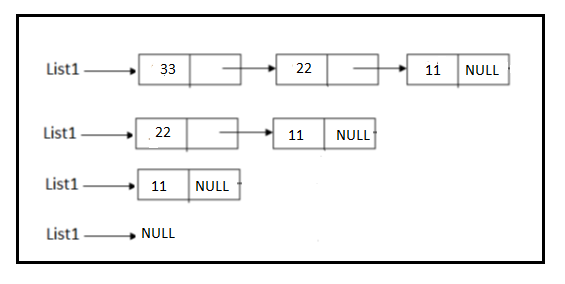 List1 33 22 11 NULL
List1 22 11 NULL
List1 11 NULL
List1 NULL